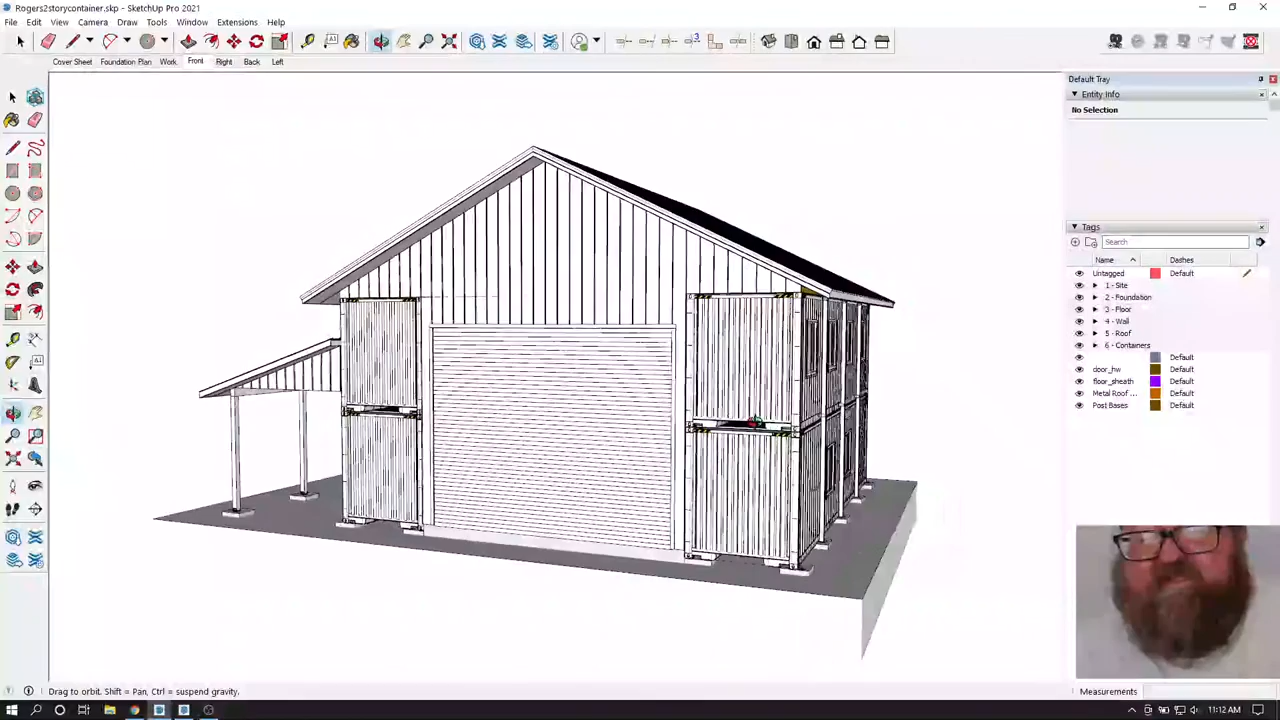 Rogers2storycontainer.skp - SketchUp Pro 2021
File Edit View Camera Draw Tools Window Extensions Help
Cover Sheet Foundation Plan Work Front Right Back Left
Default Tray
Entity Info
No Selection
Tags
Search
Name Dashes
Untagged Default
1 - Site
2 - Foundation
3 - Floor
4 - Wall
5 - Roof
6 - Containers
Default
door_hw Default
floor_sheath Default
Metal Roof ... Default
Post Bases Default
Drag to orbit. Shift = Pan, Ctrl = suspend gravity.
Measurements
11:12 AM